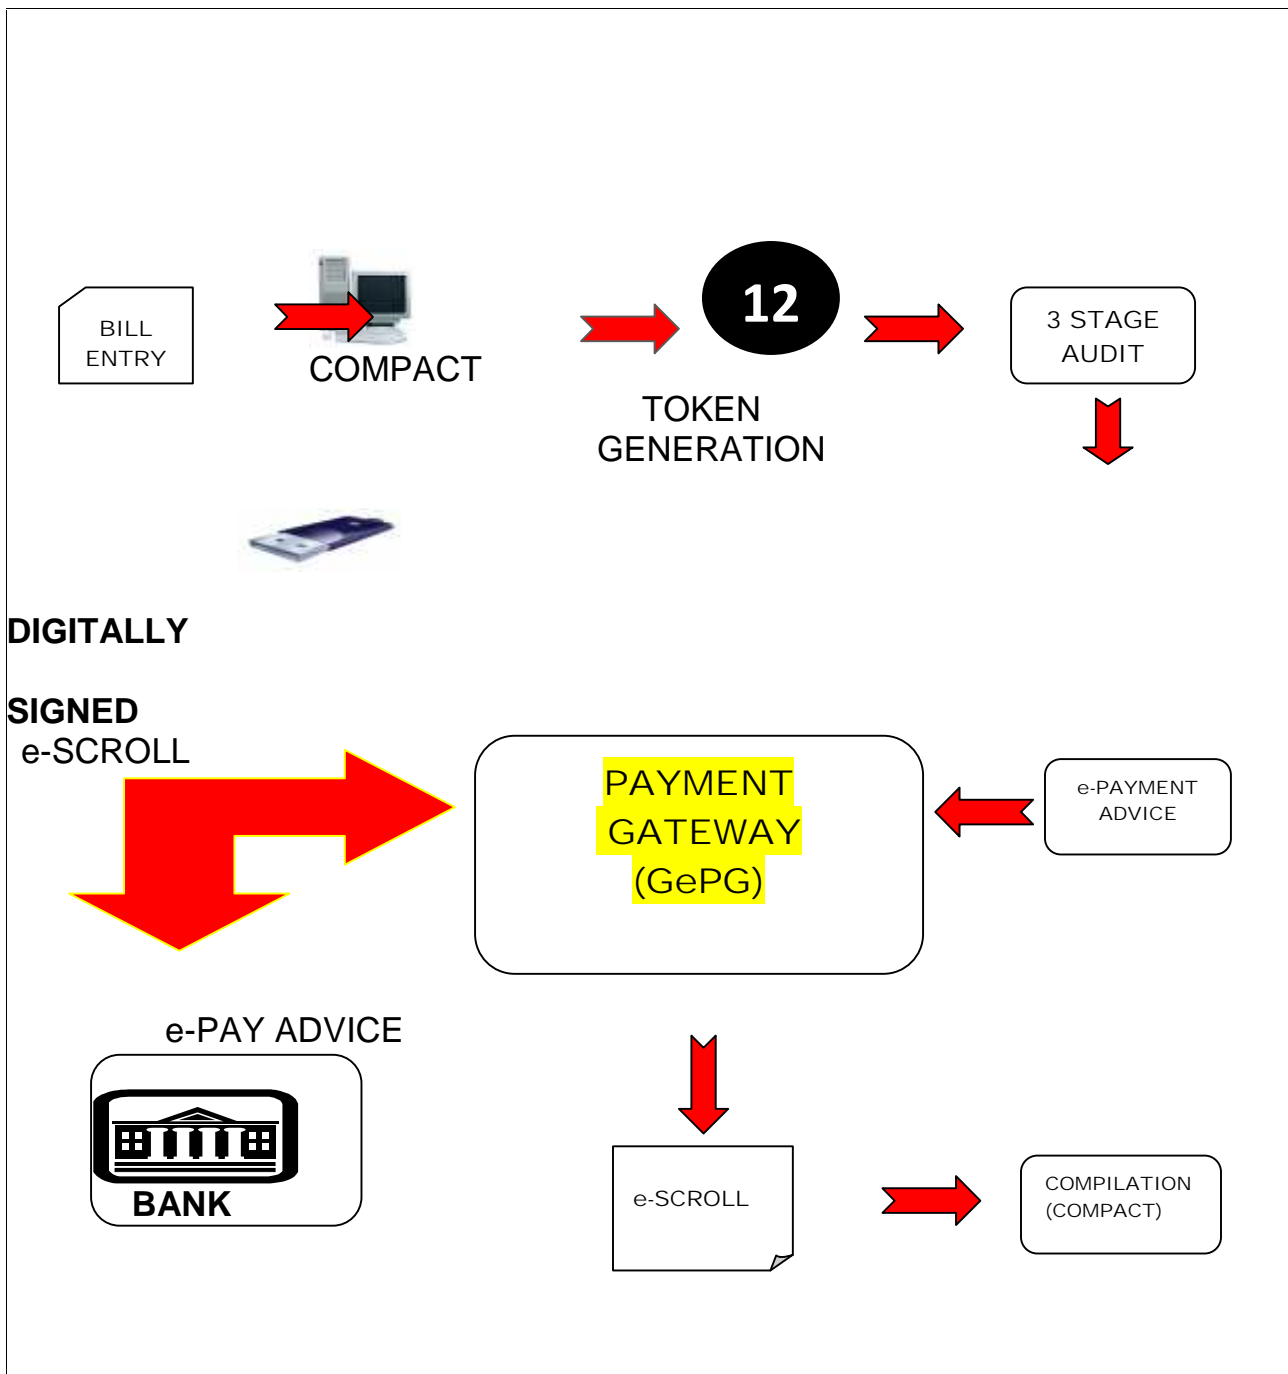 BILL
ENTRY
COMPACT
12
TOKEN
GENERATION
3 STAGE
AUDIT
DIGITALLY
SIGNED
e-SCROLL
PAYMENT
GATEWAY
(GePG)
e-PAYMENT
ADVICE
e-PAY ADVICE
BANK
e-SCROLL
COMPILATION
(COMPACT)